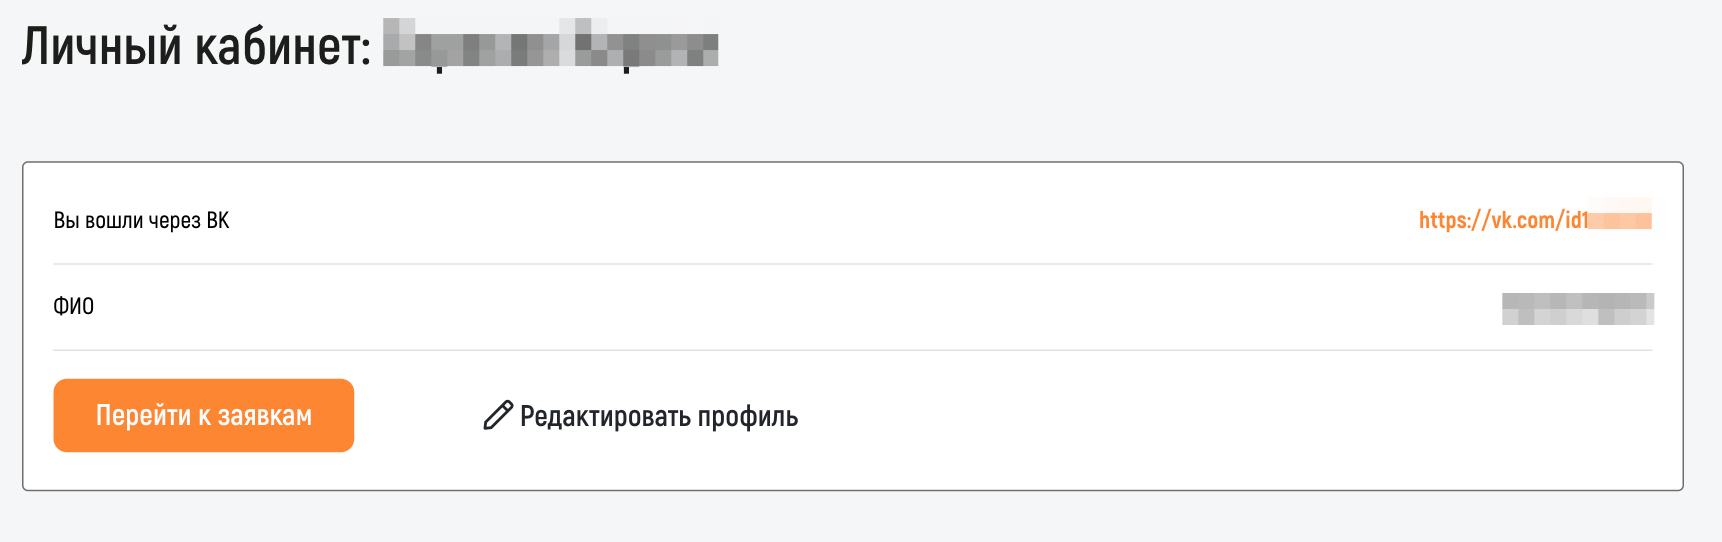 Личный кабинет:
Вы вошли через ВК
https://vk.com/id1
ФИО
Перейти к заявкам
Редактировать профиль